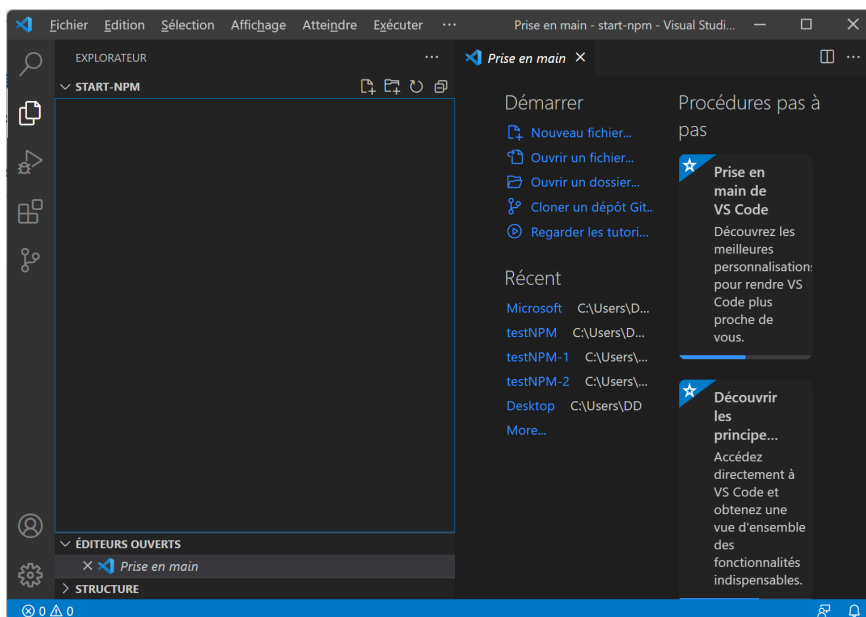 Fichier Edition Sélection Affichage Atteindre Exécuter ··· Prise en main - start-npm - Visual Studi...
EXPLORATEUR ···
START-NPM
ÉDITEURS OUVERTS
Prise en main
STRUCTURE
Prise en main ···
Démarrer
Nouveau fichier...
Ouvrir un fichier...
Ouvrir un dossier...
Cloner un dépôt Git..
Regarder les tutori...
Récent
Microsoft C:\Users\D...
testNPM C:\Users\D...
testNPM-1 C:\Users\...
testNPM-2 C:\Users\...
Desktop C:\Users\DD
More...
Procédures pas à
pas
Prise en
main de
VS Code
Découvrez les
meilleures
personnalisation
pour rendre VS
Code plus
proche de
vous.
Découvrir
les
principe...
Accédez
directement à
VS Code et
obtenez une
vue d'ensemble
des
fonctionnalités
indispensables.
0 0